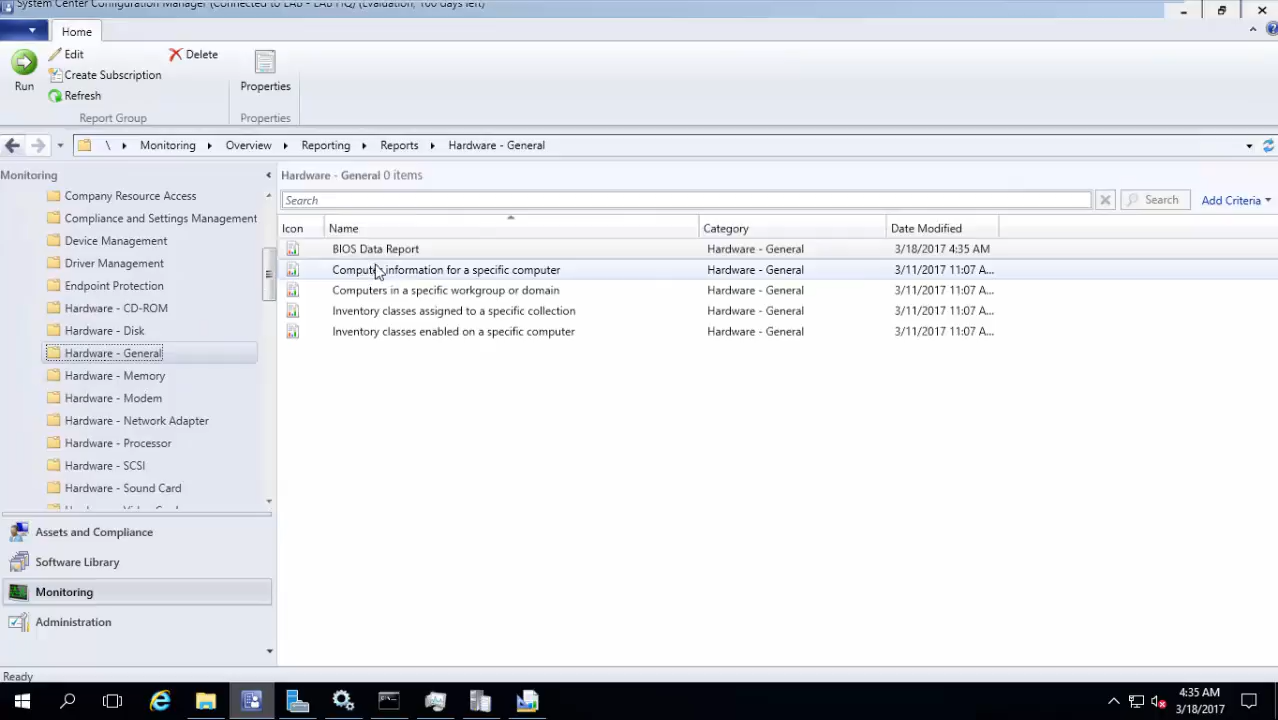 System Center Configuration Manager (Connected to LAB - LAB HQ) (Evaluation, 160 days left)
Home
Edit
Delete
Create Subscription
Run
Refresh
Properties
Report Group
Properties
\ Monitoring Overview Reporting Reports Hardware - General
Monitoring
Company Resource Access
Compliance and Settings Management
Device Management
Driver Management
Endpoint Protection
Hardware - CD-ROM
Hardware - Disk
Hardware - General
Hardware - Memory
Hardware - Modem
Hardware - Network Adapter
Hardware - Processor
Hardware - SCSI
Hardware - Sound Card
Assets and Compliance
Software Library
Monitoring
Administration
Hardware - General 0 items
Search
Search
Add Criteria
Icon Name Category Date Modified
BIOS Data Report Hardware - General 3/18/2017 4:35 AM
Computer information for a specific computer Hardware - General 3/11/2017 11:07 A...
Computers in a specific workgroup or domain Hardware - General 3/11/2017 11:07 A...
Inventory classes assigned to a specific collection Hardware - General 3/11/2017 11:07 A...
Inventory classes enabled on a specific computer Hardware - General 3/11/2017 11:07 A...
Ready
4:35 AM
3/18/2017